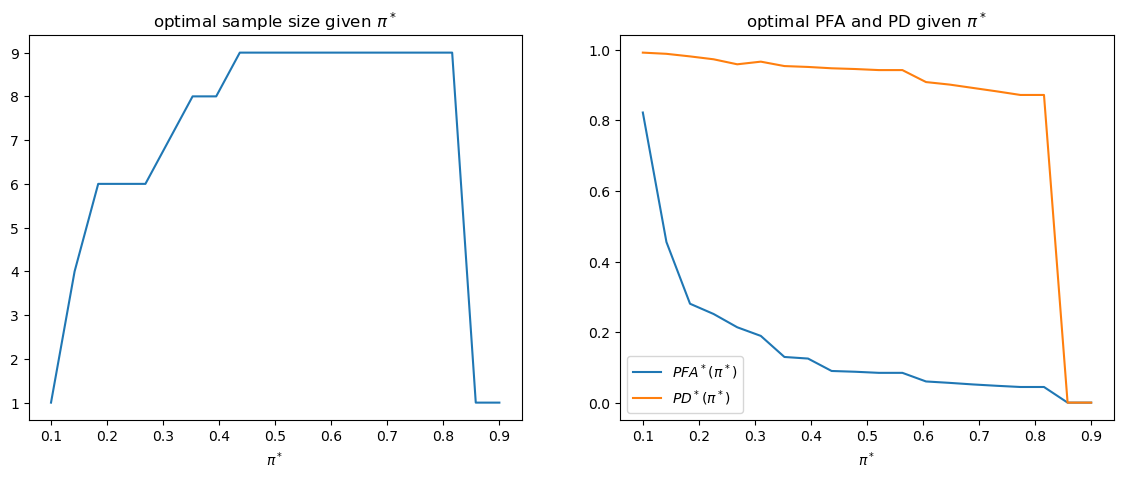 optimal sample size given π*
9
8
7
6
5
4
3
2
1
0.1 0.2 0.3 0.4 0.5 0.6 0.7 0.8 0.9
π*
optimal PFA and PD given π*
1.0
0.8
0.6
0.4
0.2
0.0
PFA*(π*)
PD*(π*)
0.1 0.2 0.3 0.4 0.5 0.6 0.7 0.8 0.9
π*